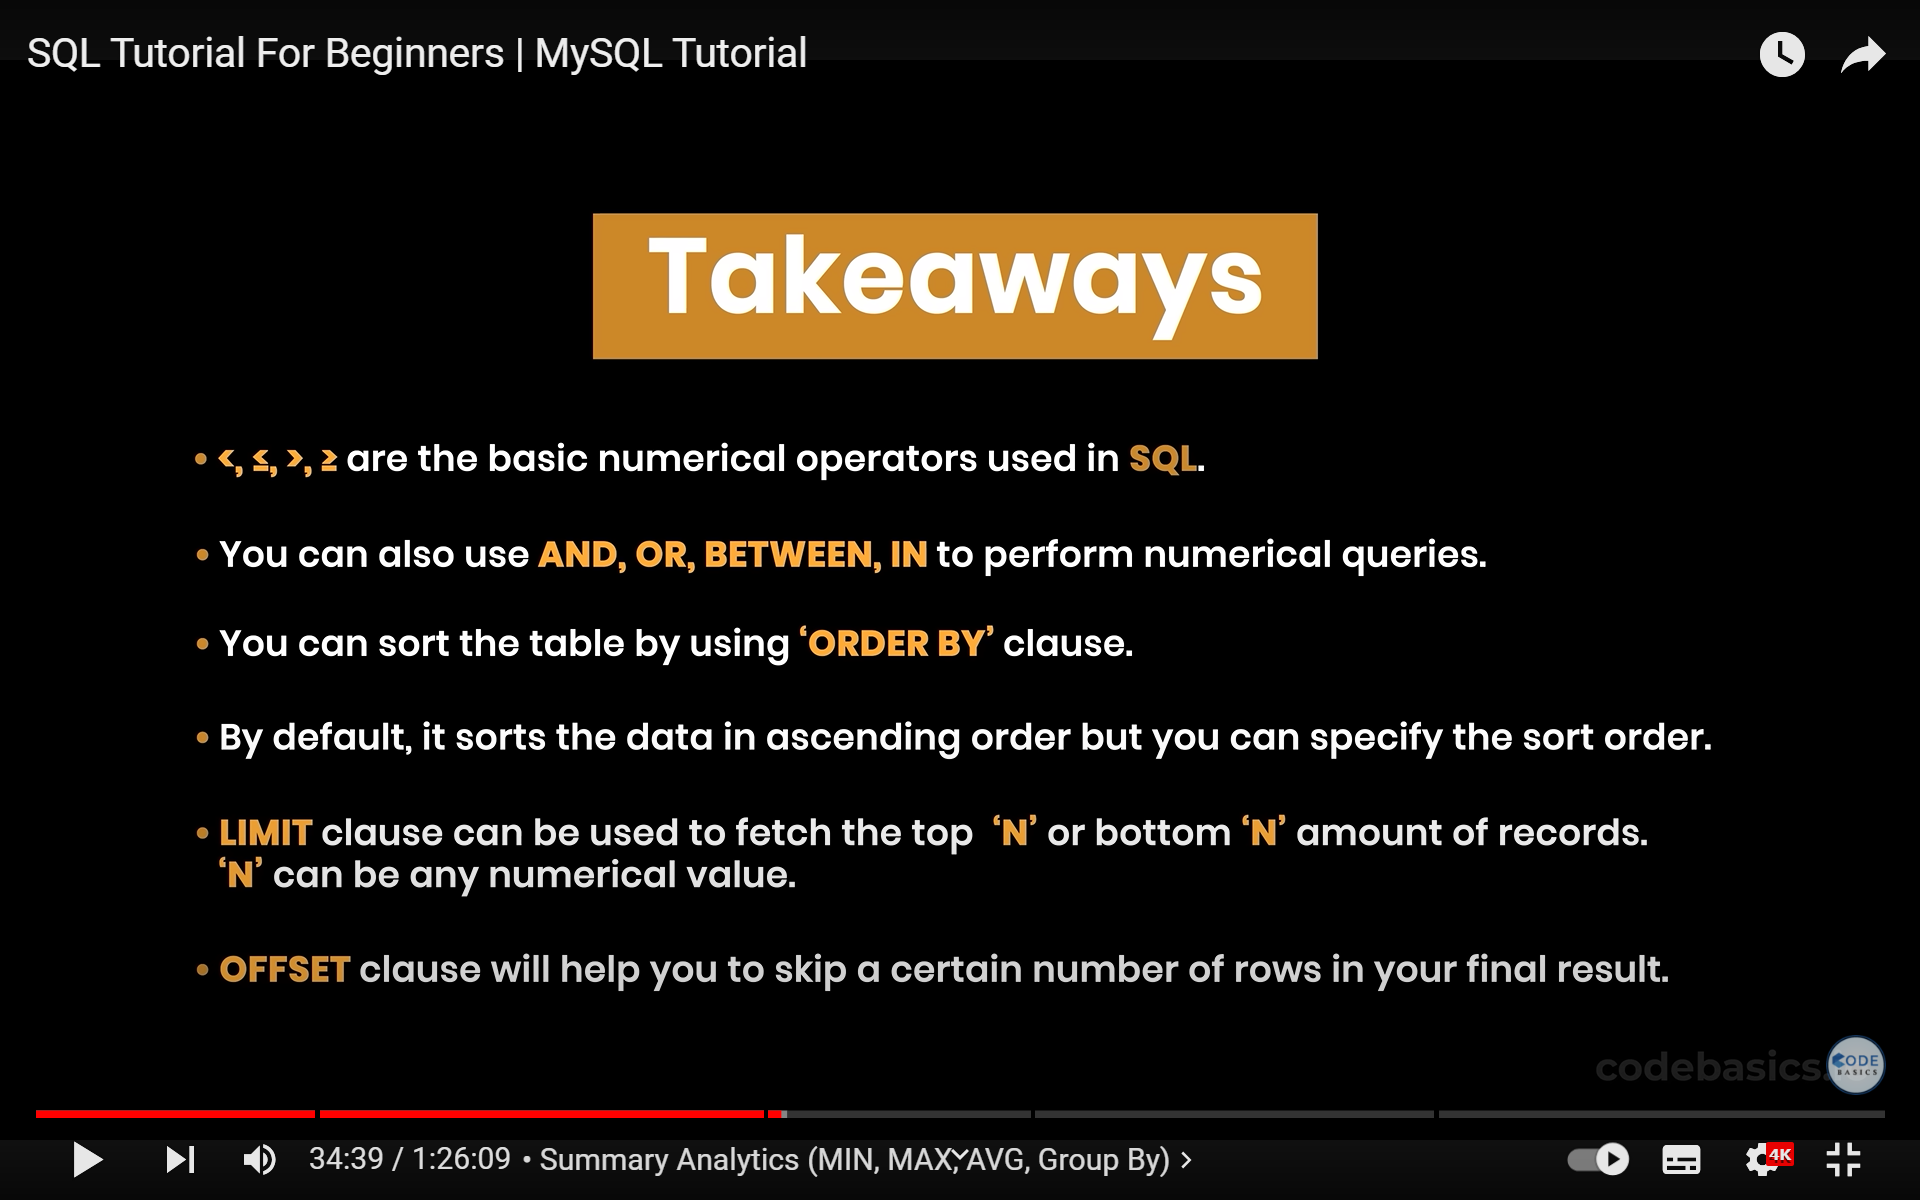 SQL Tutorial For Beginners | MySQL Tutorial
Takeaways
• <, ≤, >, ≥ are the basic numerical operators used in SQL.
• You can also use AND, OR, BETWEEN, IN to perform numerical queries.
• You can sort the table by using ‘ORDER BY’ clause.
• By default, it sorts the data in ascending order but you can specify the sort order.
• LIMIT clause can be used to fetch the top ‘N’ or bottom ‘N’ amount of records.
‘N’ can be any numerical value.
• OFFSET clause will help you to skip a certain number of rows in your final result.
codebasics.
CODE
BASICS
34:39 / 1:26:09 • Summary Analytics (MIN, MAX, AVG, Group By) >
4K